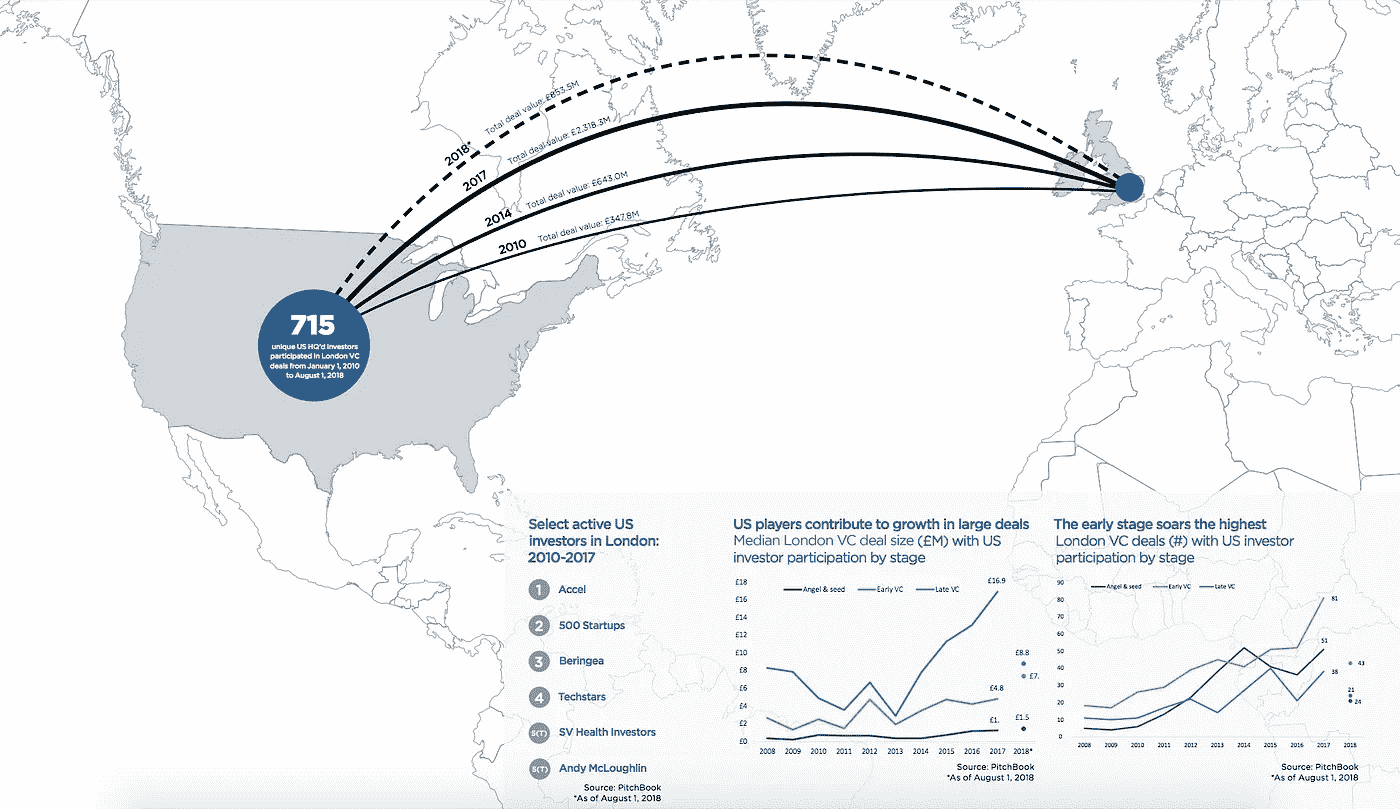 2018*
Total deal value: £853.5M
2017
Total deal value: £2,318.3M
2014
Total deal value: £643.0M
2010
Total deal value: £347.8M
715
unique US HQ'd investors
participated in London VC
deals from January 1, 2010
to August 1, 2018
Select active US
investors in London:
2010-2017
1 Accel
2 500 Startups
3 Beringea
4 Techstars
5(T) SV Health Investors
5(T) Andy McLoughlin
Source: PitchBook
*As of August 1, 2018
US players contribute to growth in large deals
Median London VC deal size (£M) with US
investor participation by stage
Angel & seed Early VC Late VC
£18
£16
£14
£12
£10
£8
£6
£4
£2
£0
£16.9
£8.8
£7.
£4.8
£1.
£1.5
2008 2009 2010 2011 2012 2013 2014 2015 2016 2017 2018*
Source: PitchBook
*As of August 1, 2018
The early stage soars the highest
London VC deals (#) with US investor
participation by stage
Angel & seed Early VC Late VC
90
80
70
60
50
40
30
20
10
0
81
51
43
38
21
24
2008 2009 2010 2011 2012 2013 2014 2015 2016 2017 2018
Source: PitchBook
*As of August 1, 2018